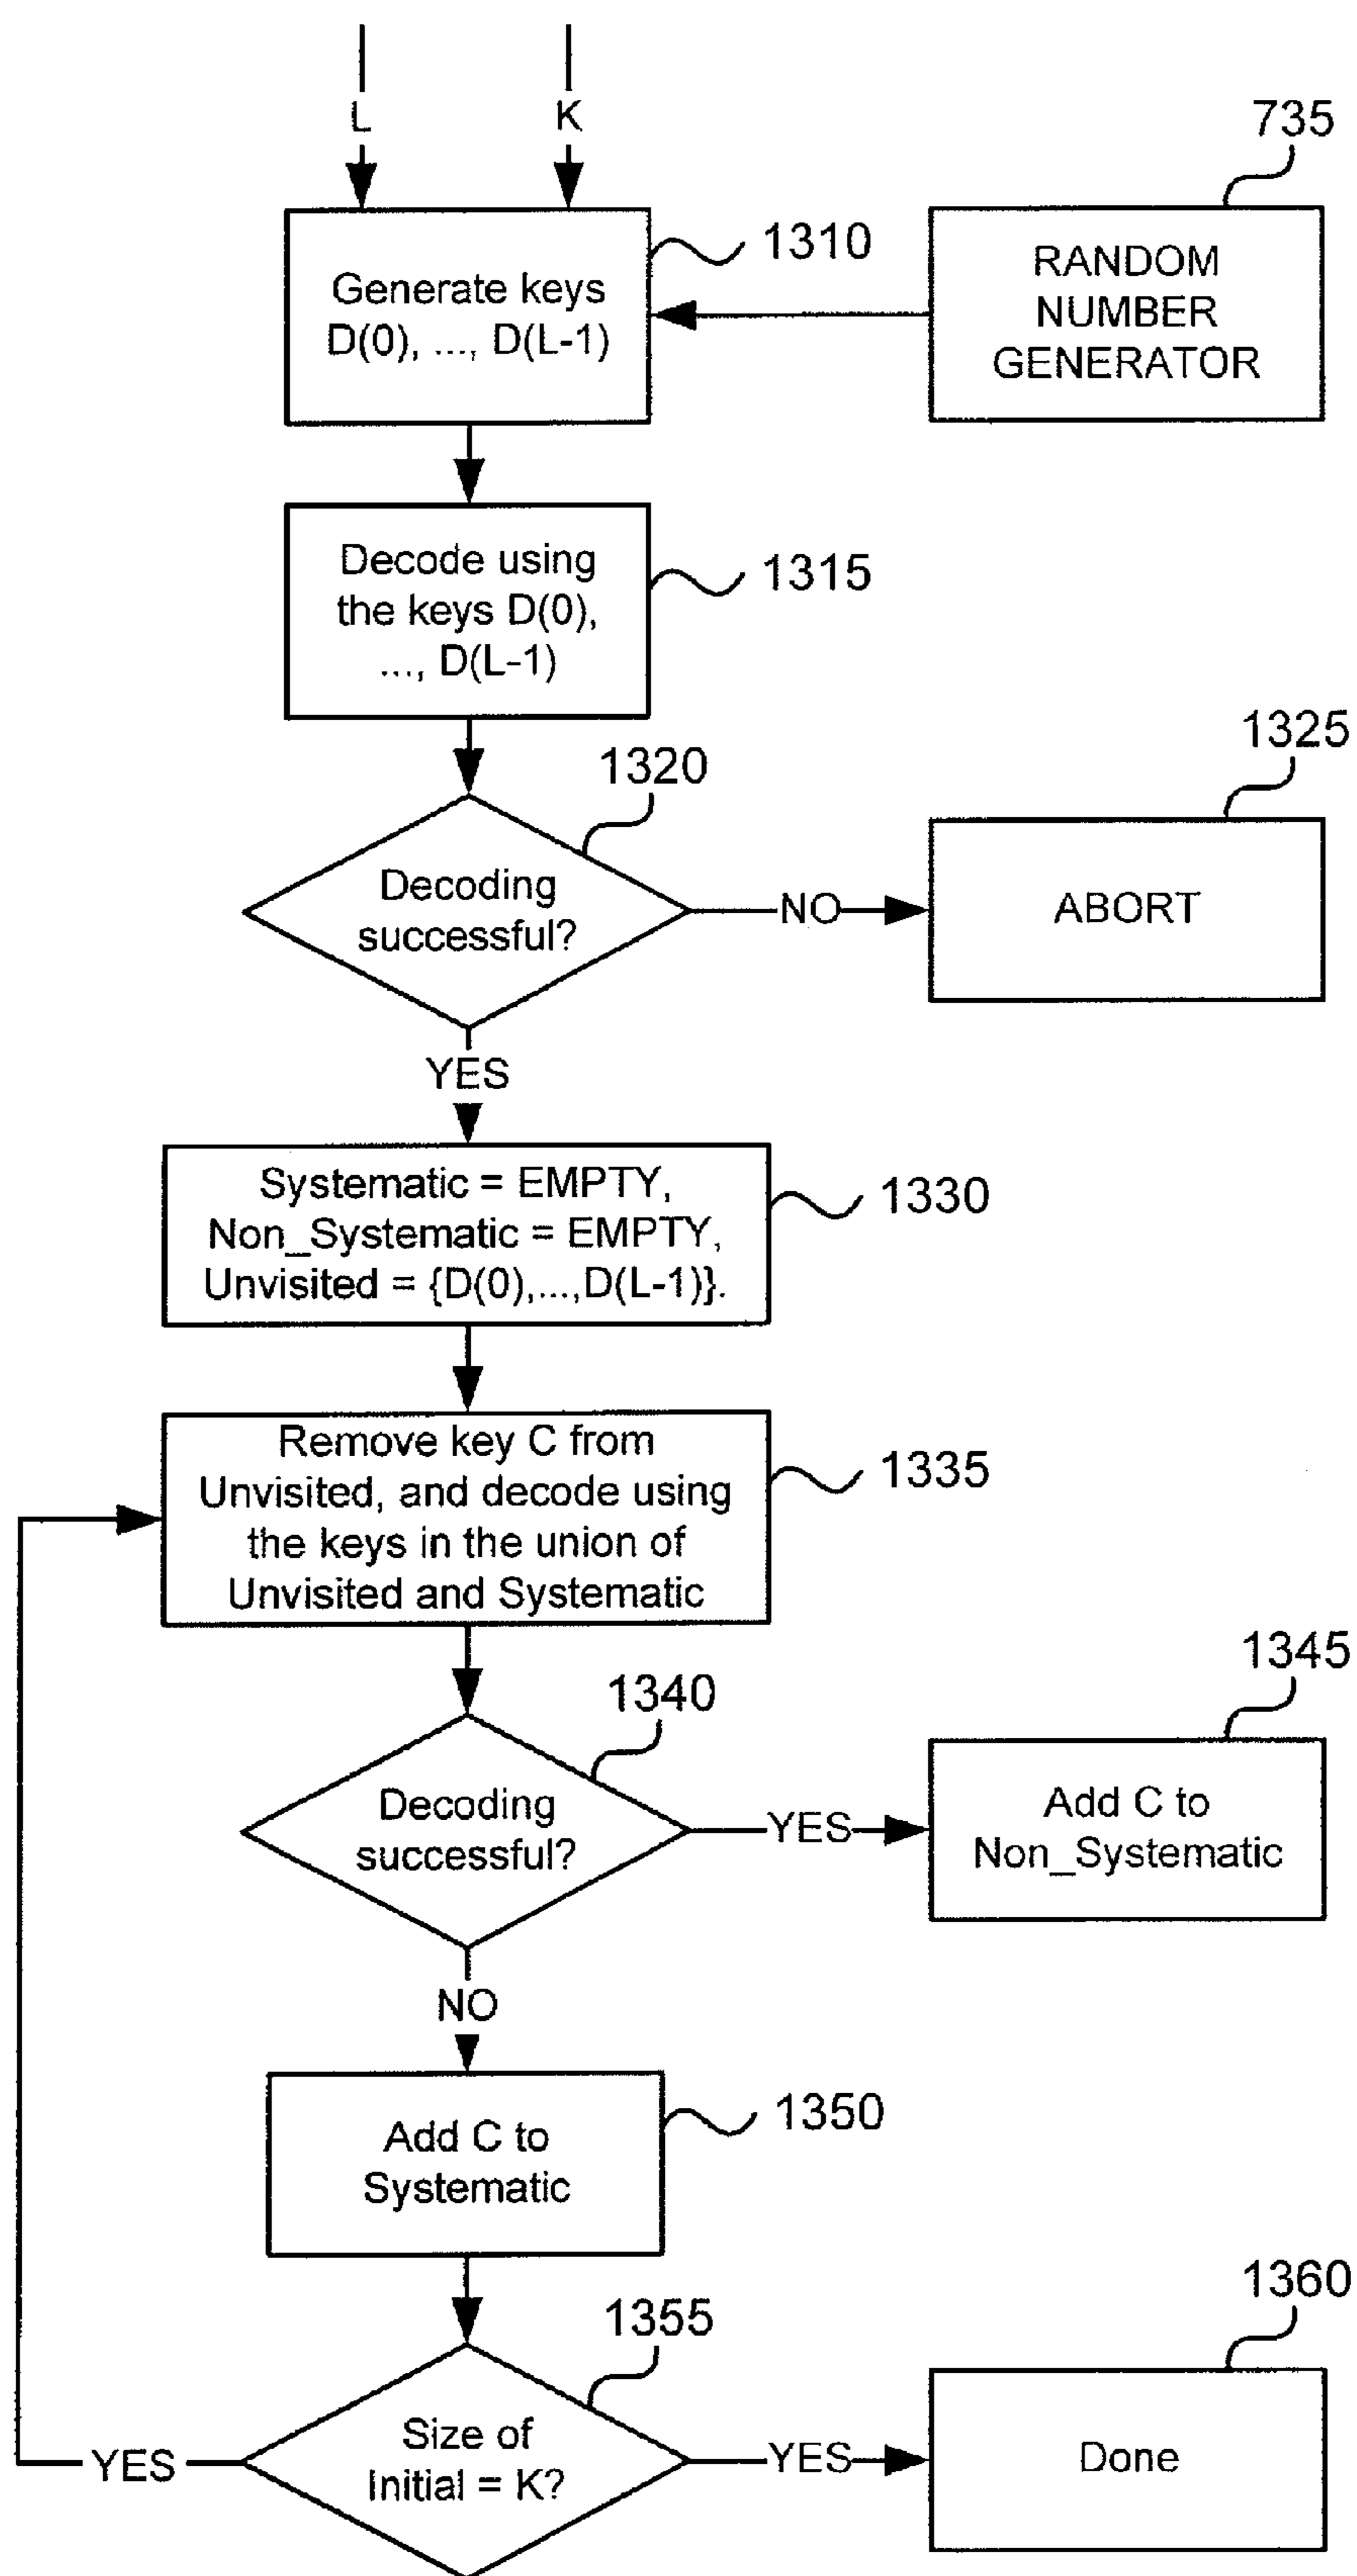 L
K
735
1310
Generate keys
D(0), ..., D(L-1)
RANDOM
NUMBER
GENERATOR
Decode using
the keys D(0),
..., D(L-1)
1315
1320
1325
Decoding
successful?
NO
ABORT
YES
Systematic = EMPTY,
Non_Systematic = EMPTY,
Unvisited = {D(0),...,D(L-1)}.
1330
Remove key C from
Unvisited, and decode using
the keys in the union of
Unvisited and Systematic
1335
1340
1345
Decoding
successful?
YES
Add C to
Non_Systematic
NO
Add C to
Systematic
1350
1355
1360
YES
Size of
Initial = K?
YES
Done